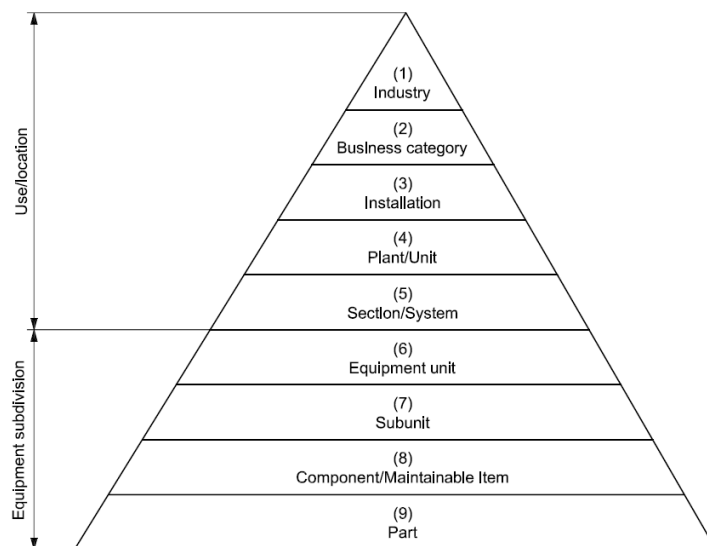 (1)
Industry
(2)
Business category
(3)
Installation
(4)
Plant/Unit
(5)
Section/System
(6)
Equipment unit
(7)
Subunit
(8)
Component/Maintainable Item
(9)
Part
Use/location
Equipment subdivision